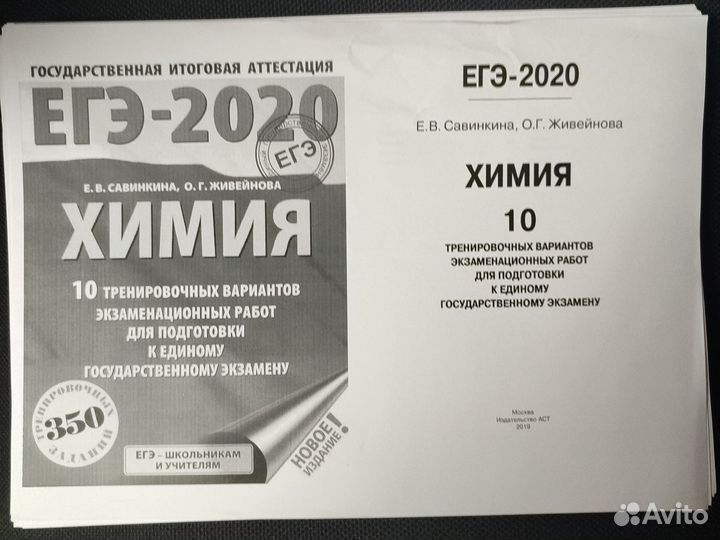 ГОСУДАРСТВЕННАЯ ИТОГОВАЯ АТТЕСТАЦИЯ
ЕГЭ-2020
ЕГЭ
Е. В. САВИНКИНА, О. Г. ЖИВЕЙНОВА
ХИМИЯ
10 ТРЕНИРОВОЧНЫХ ВАРИАНТОВ
ЭКЗАМЕНАЦИОННЫХ РАБОТ
ДЛЯ ПОДГОТОВКИ
К ЕДИНОМУ
ГОСУДАРСТВЕННОМУ ЭКЗАМЕНУ
ТРЕНИРОВОЧНЫХ
350
ЗАДАНИЙ
ЕГЭ – ШКОЛЬНИКАМ
И УЧИТЕЛЯМ
НОВОЕ
ИЗДАНИЕ!
ЕГЭ-2020
Е.В. Савинкина, О.Г. Живейнова
ХИМИЯ
10
ТРЕНИРОВОЧНЫХ ВАРИАНТОВ
ЭКЗАМЕНАЦИОННЫХ РАБОТ
ДЛЯ ПОДГОТОВКИ
К ЕДИНОМУ
ГОСУДАРСТВЕННОМУ ЭКЗАМЕНУ
Москва
Издательство АСТ
2019
Avito